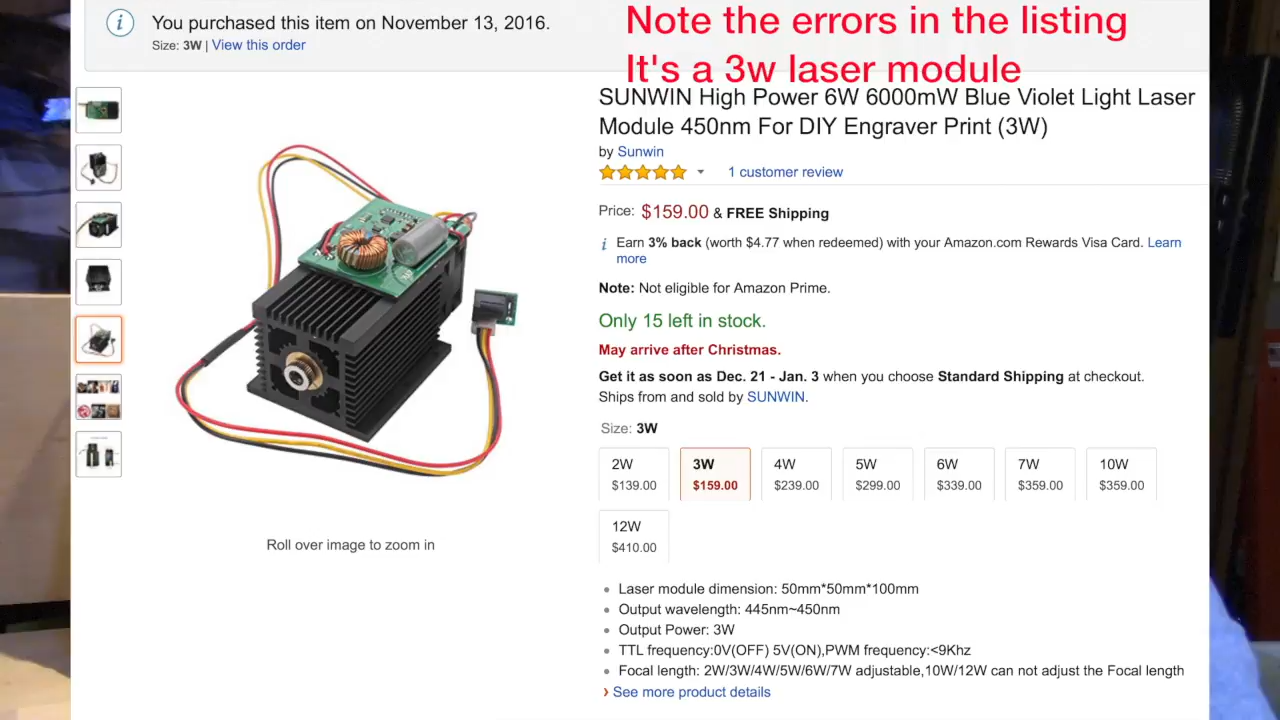 You purchased this item on November 13, 2016.
Size: 3W | View this order
Note the errors in the listing
It's a 3w laser module
SUNWIN High Power 6W 6000mW Blue Violet Light Laser
Module 450nm For DIY Engraver Print (3W)
by Sunwin
1 customer review
Price: $159.00 & FREE Shipping
Earn 3% back (worth $4.77 when redeemed) with your Amazon.com Rewards Visa Card. Learn
more
Note: Not eligible for Amazon Prime.
Only 15 left in stock.
May arrive after Christmas.
Get it as soon as Dec. 21 - Jan. 3 when you choose Standard Shipping at checkout.
Ships from and sold by SUNWIN.
Size: 3W
2W 3W 4W 5W 6W 7W 10W
$139.00 $159.00 $239.00 $299.00 $339.00 $359.00 $359.00
12W
$410.00
Roll over image to zoom in
• Laser module dimension: 50mm*50mm*100mm
• Output wavelength: 445nm~450nm
• Output Power: 3W
• TTL frequency:0V(OFF) 5V(ON),PWM frequency:<9Khz
• Focal length: 2W/3W/4W/5W/6W/7W adjustable,10W/12W can not adjust the Focal length
› See more product details